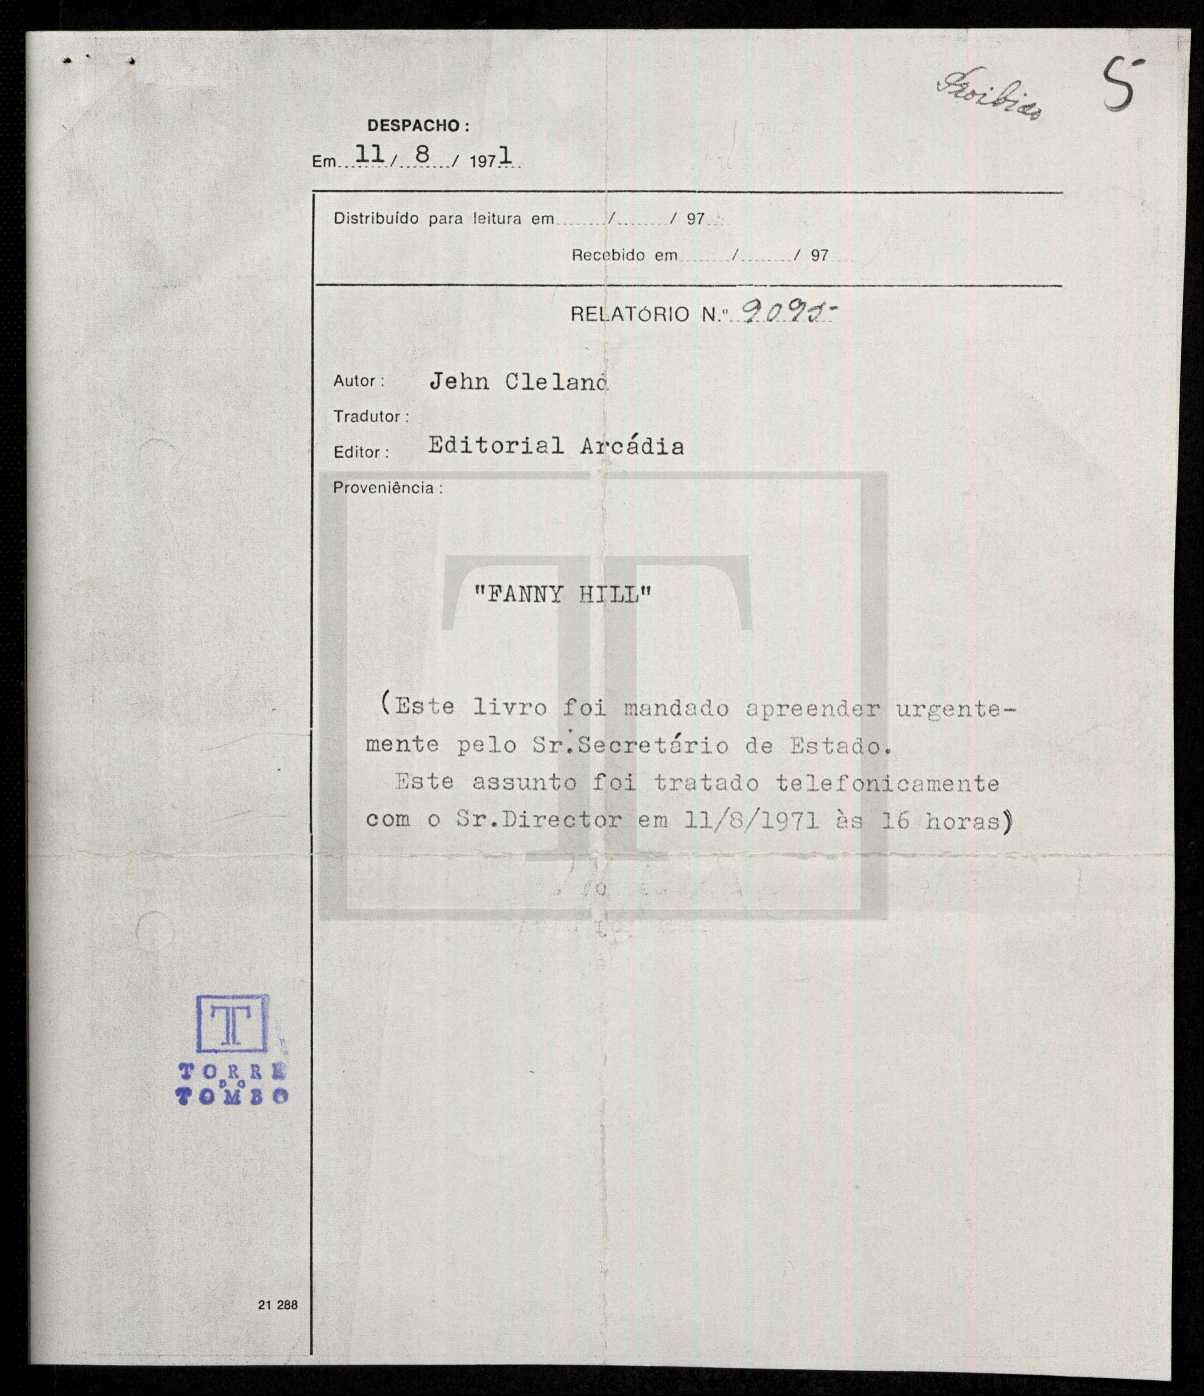 Proibido
5
DESPACHO:
Em 11/ 8 / 1971
Distribuído para leitura em......./......./ 97...
Recebido em......./......./ 97
RELATÓRIO N.º 9095
Autor: Jehn Cleland
Tradutor:
Editor: Editorial Arcádia
Proveniência:
"FANNY HILL"
(Este livro foi mandado apreender urgente-
mente pelo Sr.Secretário de Estado.
Este assunto foi tratado telefonicamente
com o Sr.Director em 11/8/1971 às 16 horas)
T
T
TORRE
DO
TOMBO
21 288